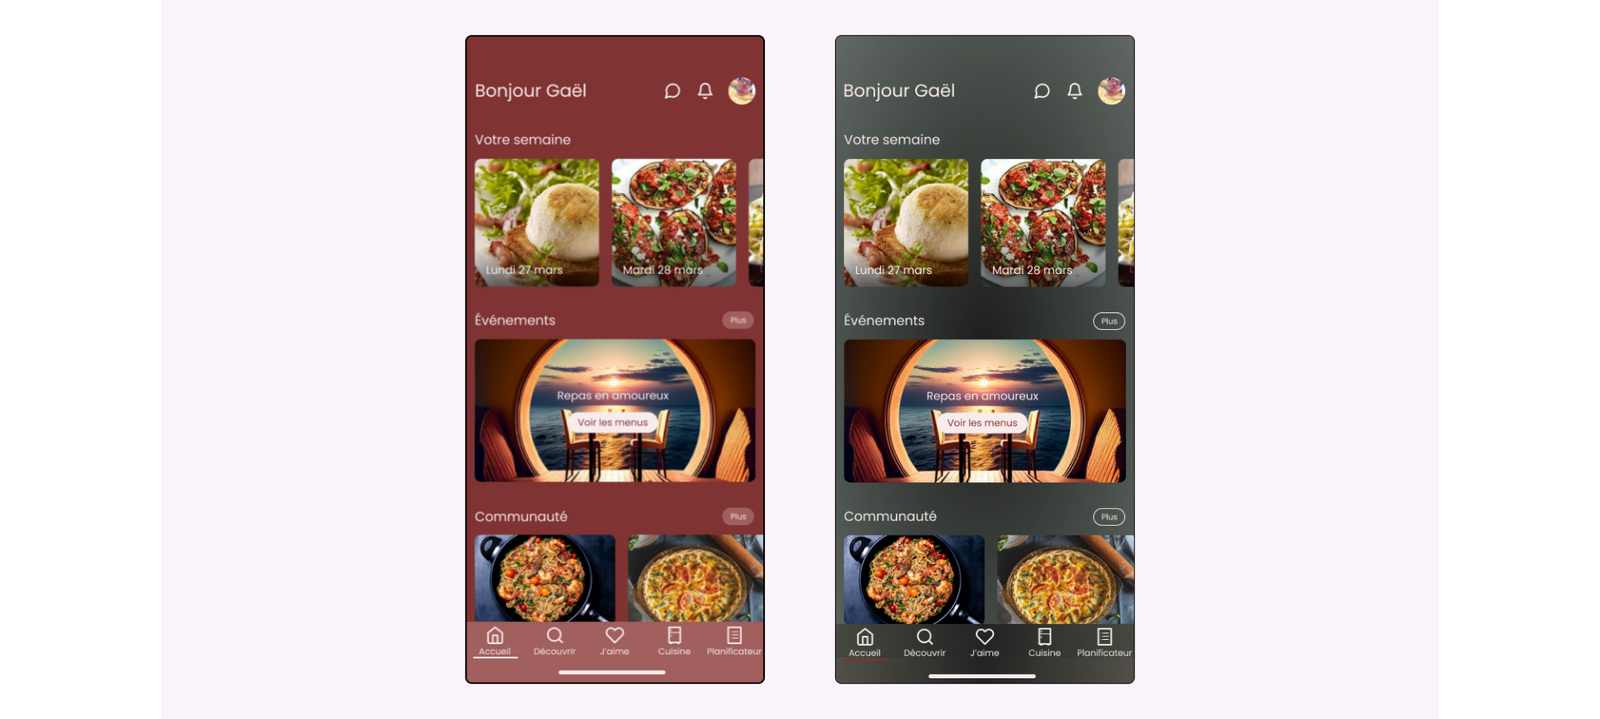 Bonjour Gaël
Votre semaine
Lundi 27 mars
Mardi 28 mars
Événements
Plus
Repas en amoureux
Voir les menus
Communauté
Plus
Accueil
Découvrir
J'aime
Cuisine
Planificateur
Bonjour Gaël
Votre semaine
Lundi 27 mars
Mardi 28 mars
Événements
Plus
Repas en amoureux
Voir les menus
Communauté
Plus
Accueil
Découvrir
J'aime
Cuisine
Planificateur